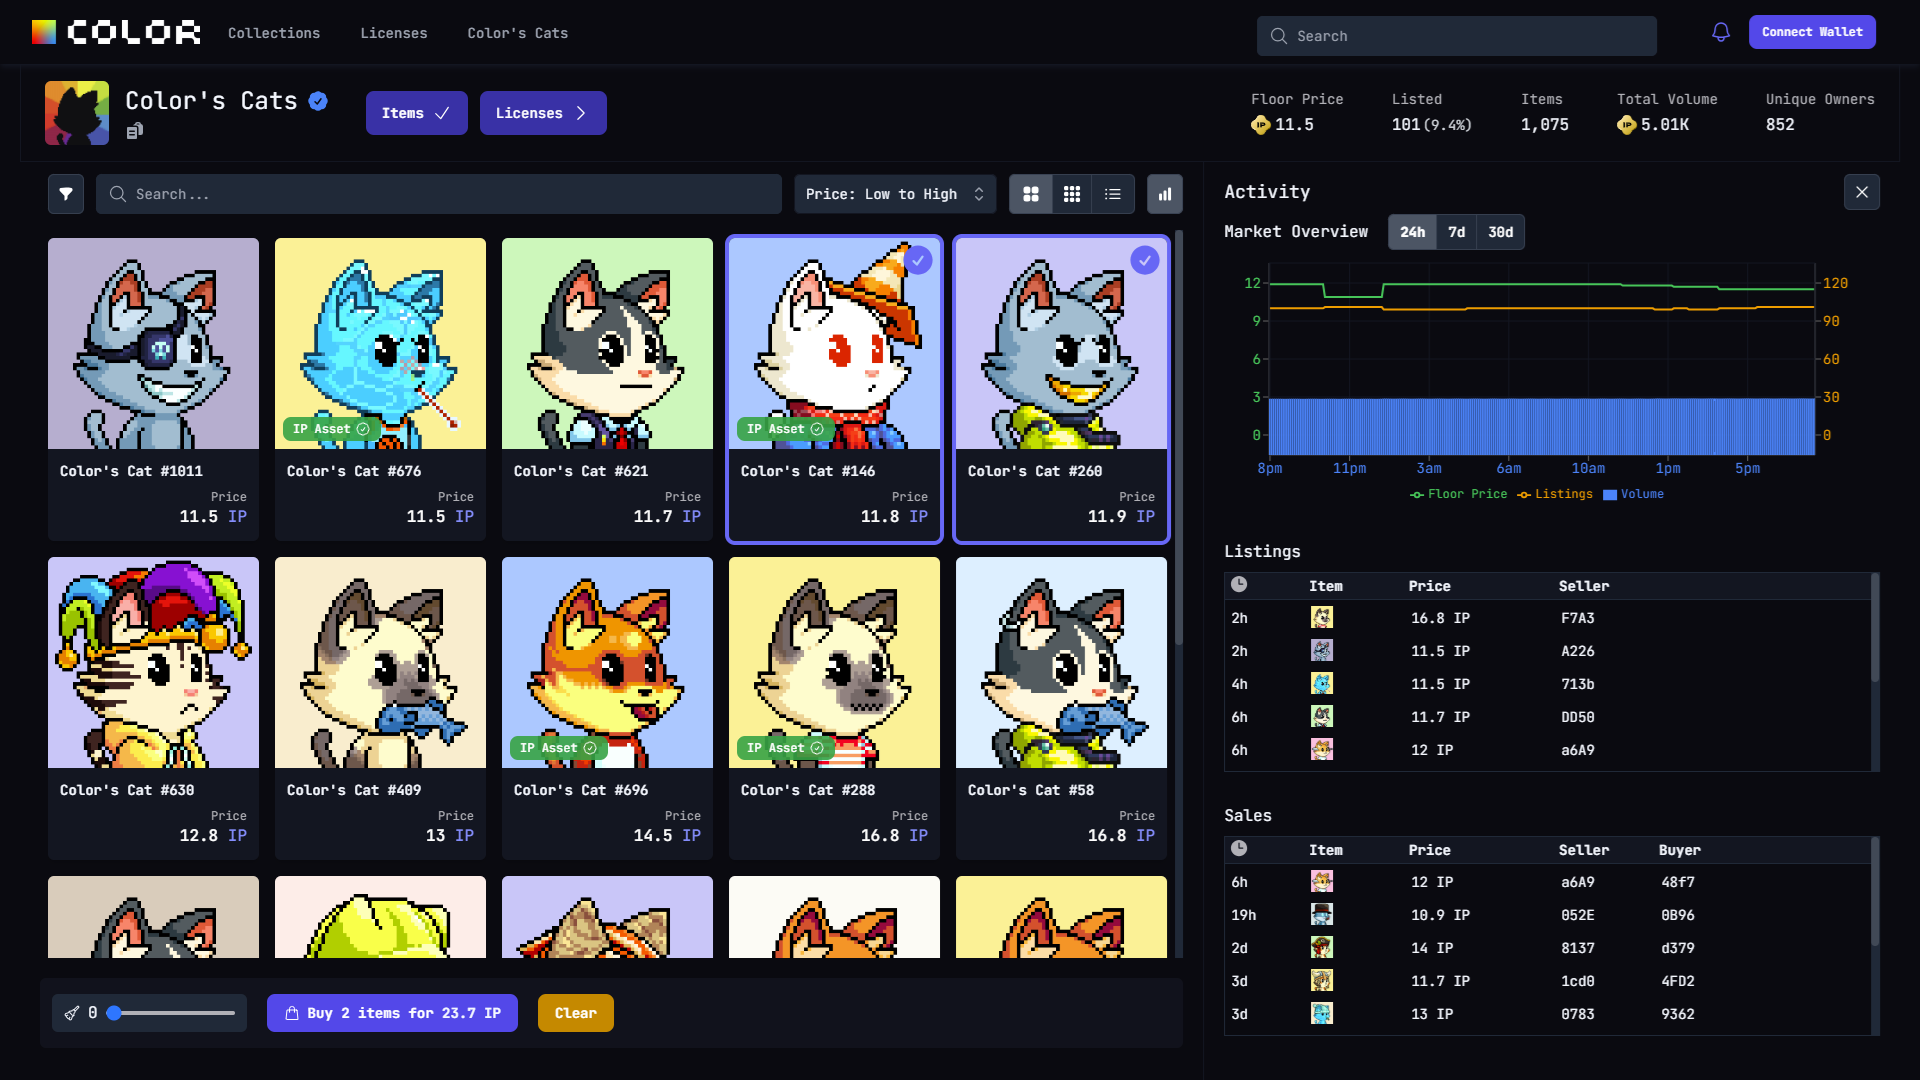 COLOR Collections Licenses Color's Cats Search Connect Wallet
Color's Cats Items Licenses
Floor Price Listed Items Total Volume Unique Owners
IP 11.5 101 (9.4%) 1,075 IP 5.01K 852
Search... Price: Low to High
Color's Cat #1011
Price
11.5 IP
IP Asset
Color's Cat #676
Price
11.5 IP
Color's Cat #621
Price
11.7 IP
IP Asset
Color's Cat #146
Price
11.8 IP
Color's Cat #260
Price
11.9 IP
Color's Cat #630
Price
12.8 IP
Color's Cat #409
Price
13 IP
IP Asset
Color's Cat #696
Price
14.5 IP
IP Asset
Color's Cat #288
Price
16.8 IP
Color's Cat #58
Price
16.8 IP
0 Buy 2 items for 23.7 IP Clear
Activity
Market Overview 24h 7d 30d
12 120
9 90
6 60
3 30
0 0
8pm 11pm 3am 6am 10am 1pm 5pm
Floor Price Listings Volume
Listings
Item Price Seller
2h 16.8 IP F7A3
2h 11.5 IP A226
4h 11.5 IP 713b
6h 11.7 IP DD50
6h 12 IP a6A9
Sales
Item Price Seller Buyer
6h 12 IP a6A9 48f7
19h 10.9 IP 052E 0B96
2d 14 IP 8137 d379
3d 11.7 IP 1cd0 4FD2
3d 13 IP 0783 9362